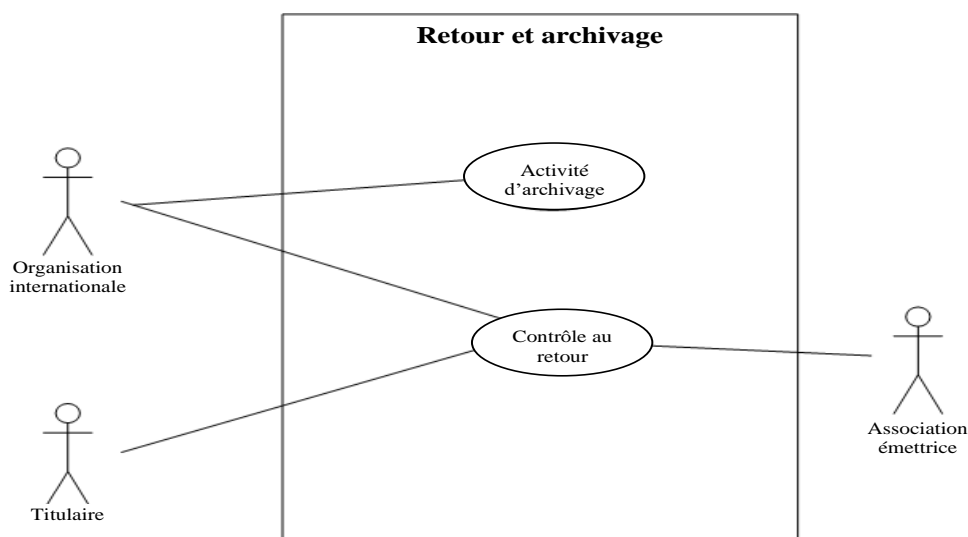 Retour et archivage
Activité
d’archivage
Organisation
internationale
Contrôle au
retour
Association
émettrice
Titulaire